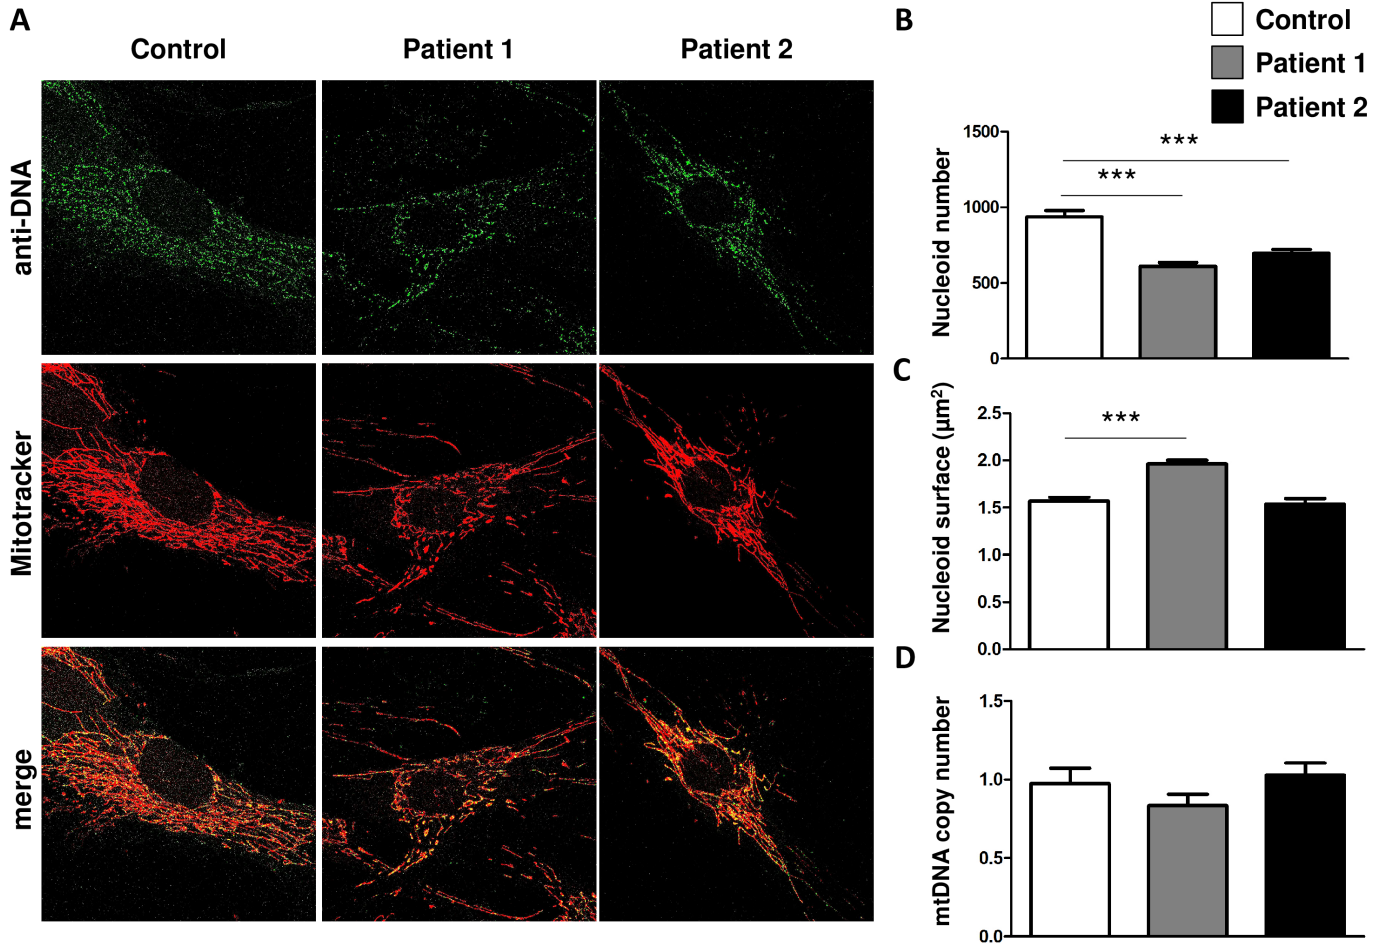 A
Control
Patient 1
Patient 2
anti-DNA
Mitotracker
merge
B
Control
Patient 1
Patient 2
Nucleoid number
1500
1000
500
0
***
***
C
Nucleoid surface (µm²)
2.5
2.0
1.5
1.0
0.5
0.0
***
D
mtDNA copy number
1.5
1.0
0.5
0.0